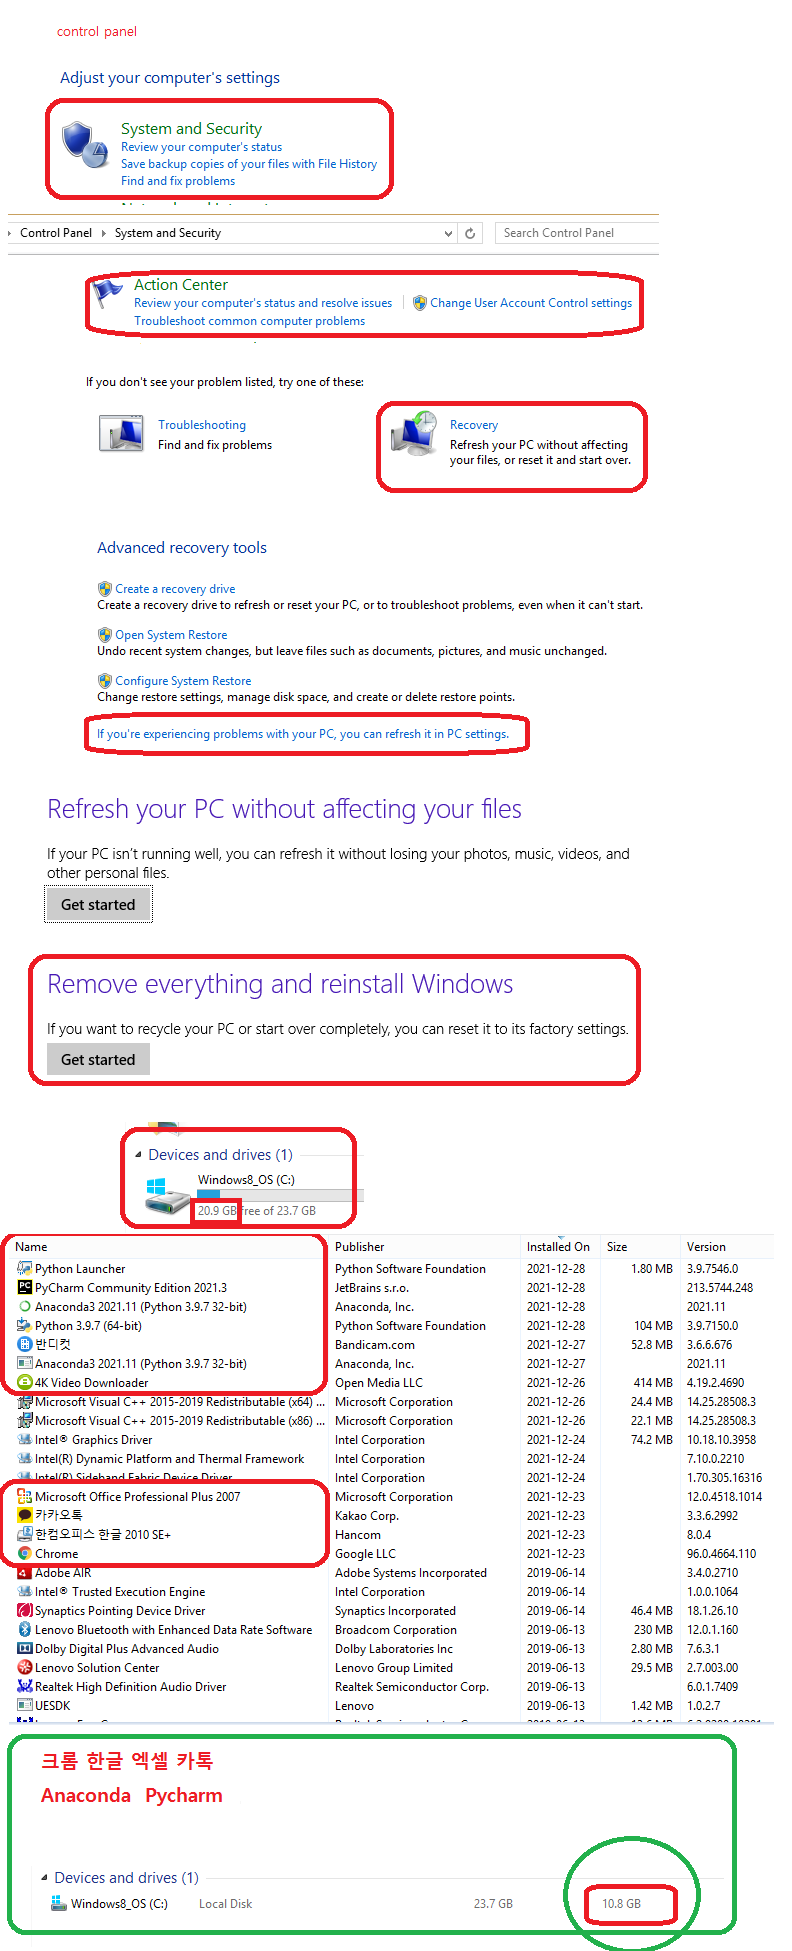 control panel
Adjust your computer's settings
System and Security
Review your computer's status
Save backup copies of your files with File History
Find and fix problems
Control Panel System and Security Search Control Panel
Action Center
Review your computer's status and resolve issues Change User Account Control settings
Troubleshoot common computer problems
If you don't see your problem listed, try one of these:
Troubleshooting Recovery
Find and fix problems Refresh your PC without affecting
your files, or reset it and start over.
Advanced recovery tools
Create a recovery drive
Create a recovery drive to refresh or reset your PC, or to troubleshoot problems, even when it can't start.
Open System Restore
Undo recent system changes, but leave files such as documents, pictures, and music unchanged.
Configure System Restore
Change restore settings, manage disk space, and create or delete restore points.
If you're experiencing problems with your PC, you can refresh it in PC settings.
Refresh your PC without affecting your files
If your PC isn't running well, you can refresh it without losing your photos, music, videos, and
other personal files.
Get started
Remove everything and reinstall Windows
If you want to recycle your PC or start over completely, you can reset it to its factory settings.
Get started
Devices and drives (1)
Windows8_OS (C:)
20.9 GB free of 23.7 GB
Name Publisher Installed On Size Version
Python Launcher Python Software Foundation 2021-12-28 1.80 MB 3.9.7546.0
PyCharm Community Edition 2021.3 JetBrains s.r.o. 2021-12-28 213.5744.248
Anaconda3 2021.11 (Python 3.9.7 32-bit) Anaconda, Inc. 2021-12-28 2021.11
Python 3.9.7 (64-bit) Python Software Foundation 2021-12-28 104 MB 3.9.7150.0
반디컷 Bandicam.com 2021-12-27 52.8 MB 3.6.6.676
Anaconda3 2021.11 (Python 3.9.7 32-bit) Anaconda, Inc. 2021-12-27 2021.11
4K Video Downloader Open Media LLC 2021-12-26 414 MB 4.19.2.4690
Microsoft Visual C++ 2015-2019 Redistributable (x64) ... Microsoft Corporation 2021-12-26 24.4 MB 14.25.28508.3
Microsoft Visual C++ 2015-2019 Redistributable (x86) ... Microsoft Corporation 2021-12-26 22.1 MB 14.25.28508.3
Intel® Graphics Driver Intel Corporation 2021-12-24 74.2 MB 10.18.10.3958
Intel(R) Dynamic Platform and Thermal Framework Intel Corporation 2021-12-24 7.10.0.2210
Intel(R) Sideband Fabric Device Driver Intel Corporation 2021-12-24 1.70.305.16316
Microsoft Office Professional Plus 2007 Microsoft Corporation 2021-12-23 12.0.4518.1014
카카오톡 Kakao Corp. 2021-12-23 3.3.6.2992
한컴오피스 한글 2010 SE+ Hancom 2021-12-23 8.0.4
Chrome Google LLC 2021-12-23 96.0.4664.110
Adobe AIR Adobe Systems Incorporated 2019-06-14 3.4.0.2710
Intel® Trusted Execution Engine Intel Corporation 2019-06-14 1.0.0.1064
Synaptics Pointing Device Driver Synaptics Incorporated 2019-06-14 46.4 MB 18.1.26.10
Lenovo Bluetooth with Enhanced Data Rate Software Broadcom Corporation 2019-06-13 230 MB 12.0.1.160
Dolby Digital Plus Advanced Audio Dolby Laboratories Inc 2019-06-13 2.80 MB 7.6.3.1
Lenovo Solution Center Lenovo Group Limited 2019-06-13 29.5 MB 2.7.003.00
Realtek High Definition Audio Driver Realtek Semiconductor Corp. 2019-06-13 6.0.1.7409
UESDK Lenovo 2019-06-13 1.42 MB 1.0.2.7
크롬 한글 엑셀 카톡
Anaconda Pycharm
Devices and drives (1)
Windows8_OS (C:) Local Disk 23.7 GB 10.8 GB